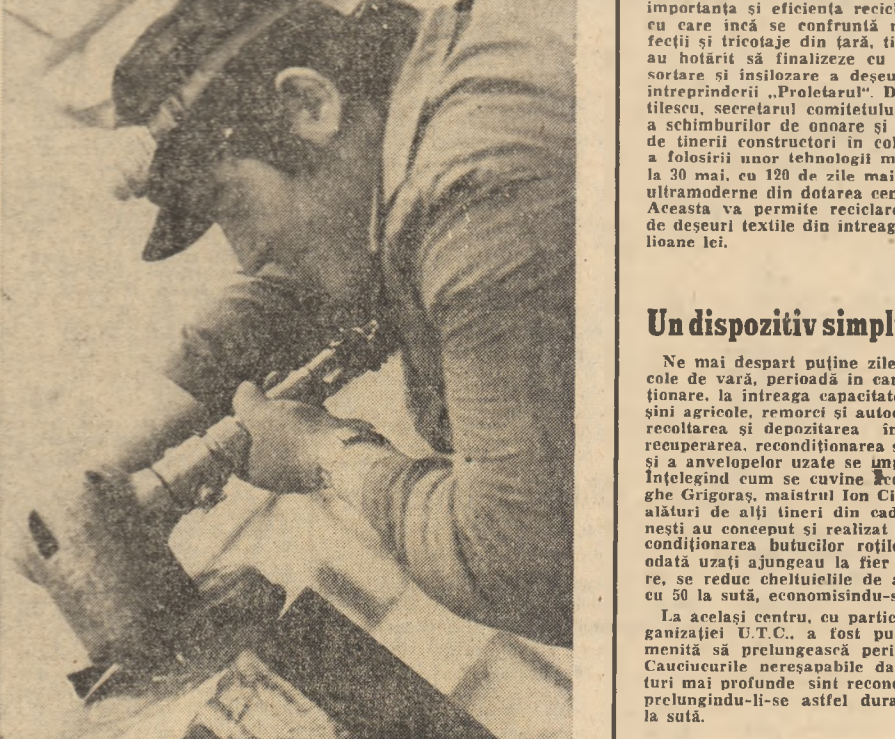 importanța și eficiența recicl
cu care încă se confruntă r
fecții și tricotaje din țară, ti
au hotărît să finalizeze cu
sortare și însilozare a deșeu
întreprinderii „Proletarul“. D
tilescu, secretarul comitetulu
a schimburilor de onoare și
de tinerii constructori în col
a folosirii unor tehnologii m
la 30 mai, cu 120 de zile mai
ultramoderne din dotarea cen
Aceasta va permite reciclare
de deșeuri textile din întreag
lioane lei.
Un dispozitiv simpl
Ne mai despart puține zile
cole de vară, perioadă în car
ționare, la întreaga capacitate
șini agricole, remorci și autoc
recoltarea și depozitarea în
recuperarea, recondiționarea ș
și a anvelopelor uzate se imp
Înțelegînd cum se cuvine
ghe Grigoraș, maistrul Ion Ci
alături de alți tineri din cad
nești au conceput și realizat
condiționarea butucilor roțile
odată uzați ajungeau la fier
re, se reduc cheltuielile de a
cu 50 la sută, economisindu-s
La același centru, cu partic
ganizației U.T.C., a fost pu
menită să prelungească peri
Cauciucurile nereșapabile da
turi mai profunde sînt recond
prelungindu-li-se astfel dura
la sută.